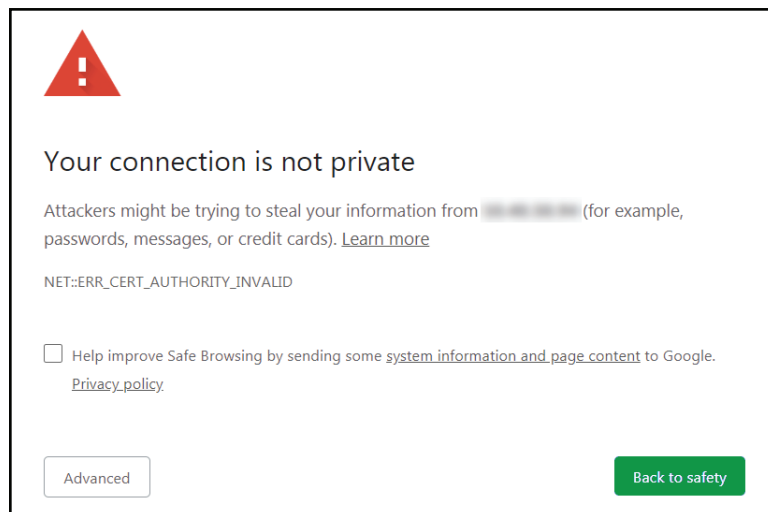 Your connection is not private
Attackers might be trying to steal your information from (for example,
passwords, messages, or credit cards). Learn more
NET::ERR_CERT_AUTHORITY_INVALID
Help improve Safe Browsing by sending some system information and page content to Google.
Privacy policy
Advanced
Back to safety